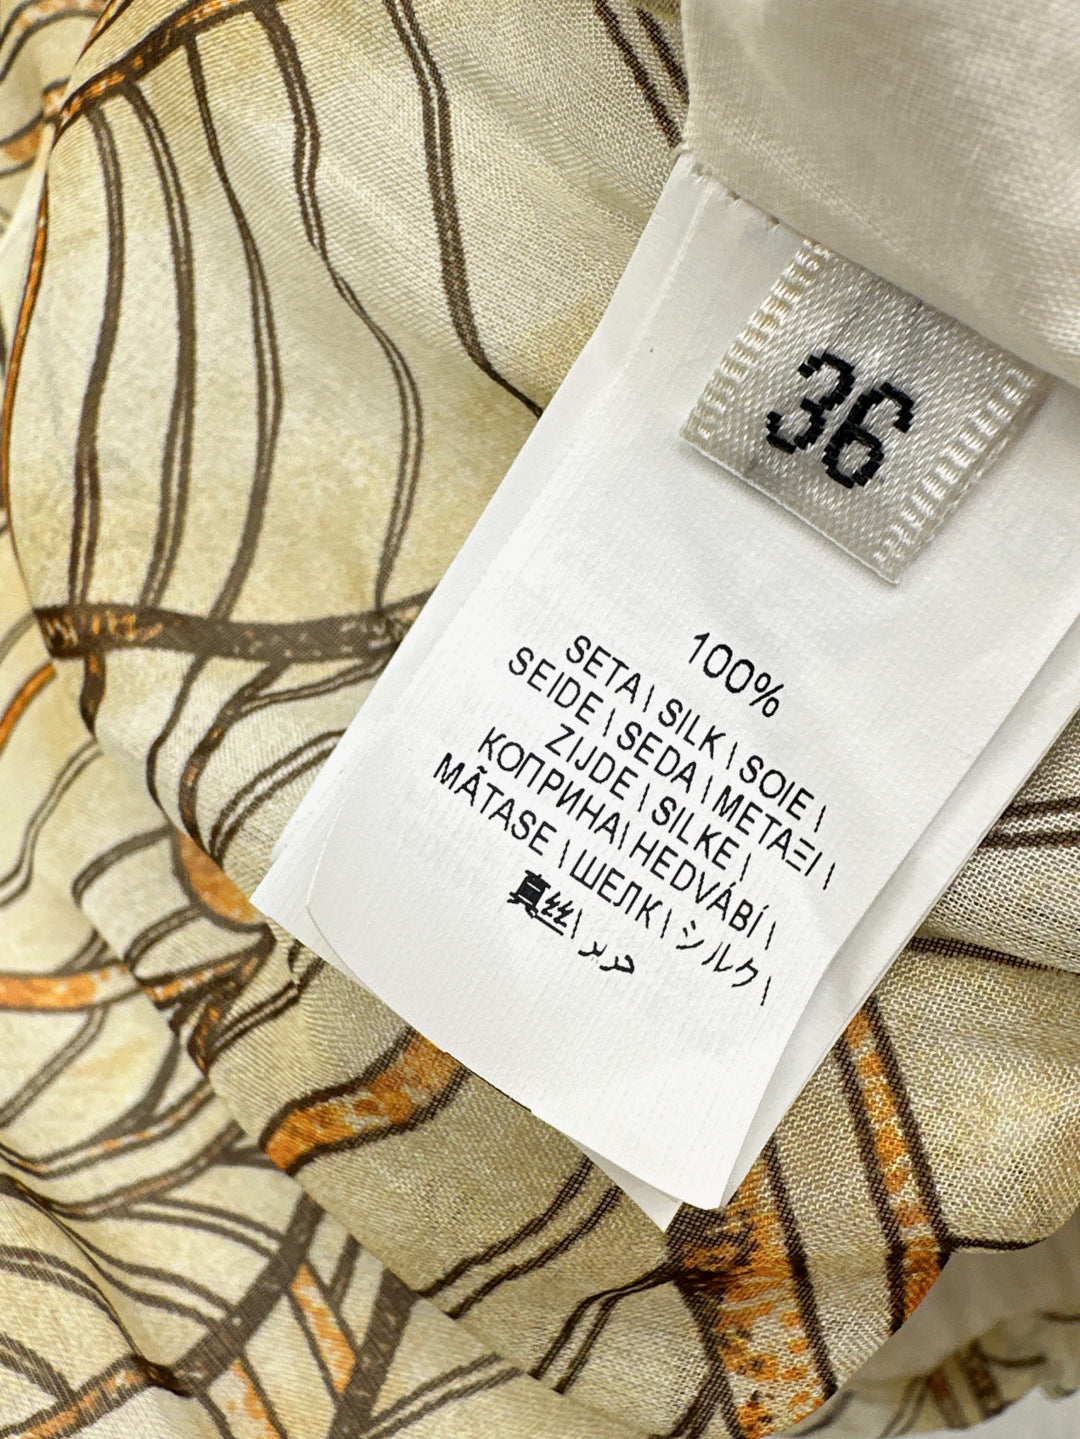 36
100%
SETA \ SILK \ SOIE \
SEIDE \ SEDA \ ΜΕΤΑΞΙ \
ZIJDE \ SILKE \
КОПРИНА \ HEDVÁBÍ \
MÃTASE \ ШЕЛК \ シルク \
真丝 \ حرير